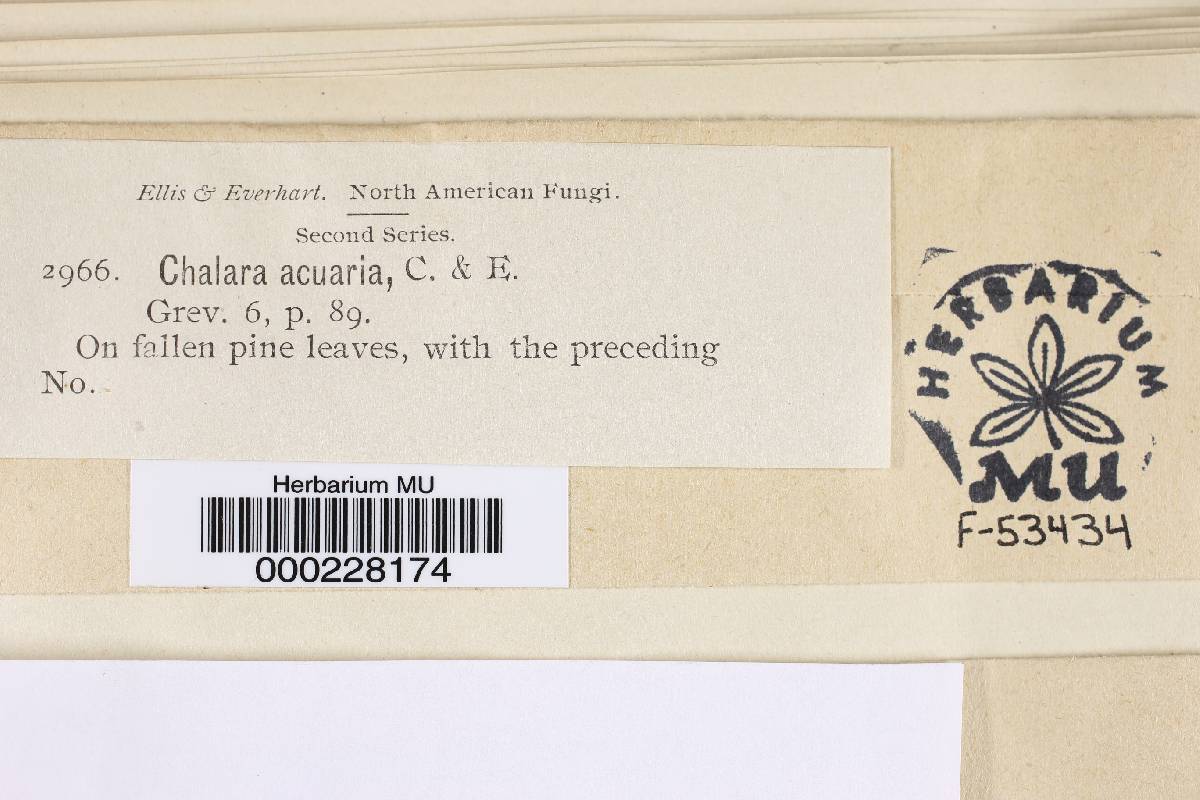 Ellis & Everhart. North American Fungi.
Second Series.
2966. Chalara acuaria, C. & E.
Grev. 6, p. 89.
On fallen pine leaves, with the preceding
No.
HERBARIUM
MU
F-53434
Herbarium MU
000228174